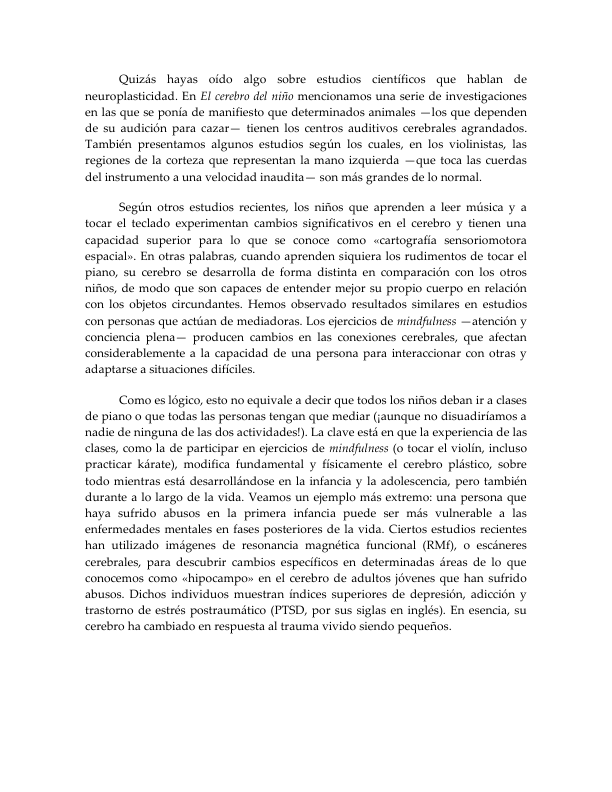 Quizás hayas oído algo sobre estudios científicos que hablan de
neuroplasticidad. En El cerebro del niño mencionamos una serie de investigaciones
en las que se ponía de manifiesto que determinados animales —los que dependen
de su audición para cazar— tienen los centros auditivos cerebrales agrandados.
También presentamos algunos estudios según los cuales, en los violinistas, las
regiones de la corteza que representan la mano izquierda —que toca las cuerdas
del instrumento a una velocidad inaudita— son más grandes de lo normal.
Según otros estudios recientes, los niños que aprenden a leer música y a
tocar el teclado experimentan cambios significativos en el cerebro y tienen una
capacidad superior para lo que se conoce como «cartografía sensoriomotora
espacial». En otras palabras, cuando aprenden siquiera los rudimentos de tocar el
piano, su cerebro se desarrolla de forma distinta en comparación con los otros
niños, de modo que son capaces de entender mejor su propio cuerpo en relación
con los objetos circundantes. Hemos observado resultados similares en estudios
con personas que actúan de mediadoras. Los ejercicios de mindfulness —atención y
conciencia plena— producen cambios en las conexiones cerebrales, que afectan
considerablemente a la capacidad de una persona para interaccionar con otras y
adaptarse a situaciones difíciles.
Como es lógico, esto no equivale a decir que todos los niños deban ir a clases
de piano o que todas las personas tengan que mediar (¡aunque no disuadiríamos a
nadie de ninguna de las dos actividades!). La clave está en que la experiencia de las
clases, como la de participar en ejercicios de mindfulness (o tocar el violín, incluso
practicar kárate), modifica fundamental y físicamente el cerebro plástico, sobre
todo mientras está desarrollándose en la infancia y la adolescencia, pero también
durante a lo largo de la vida. Veamos un ejemplo más extremo: una persona que
haya sufrido abusos en la primera infancia puede ser más vulnerable a las
enfermedades mentales en fases posteriores de la vida. Ciertos estudios recientes
han utilizado imágenes de resonancia magnética funcional (RMf), o escáneres
cerebrales, para descubrir cambios específicos en determinadas áreas de lo que
conocemos como «hipocampo» en el cerebro de adultos jóvenes que han sufrido
abusos. Dichos individuos muestran índices superiores de depresión, adicción y
trastorno de estrés postraumático (PTSD, por sus siglas en inglés). En esencia, su
cerebro ha cambiado en respuesta al trauma vivido siendo pequeños.